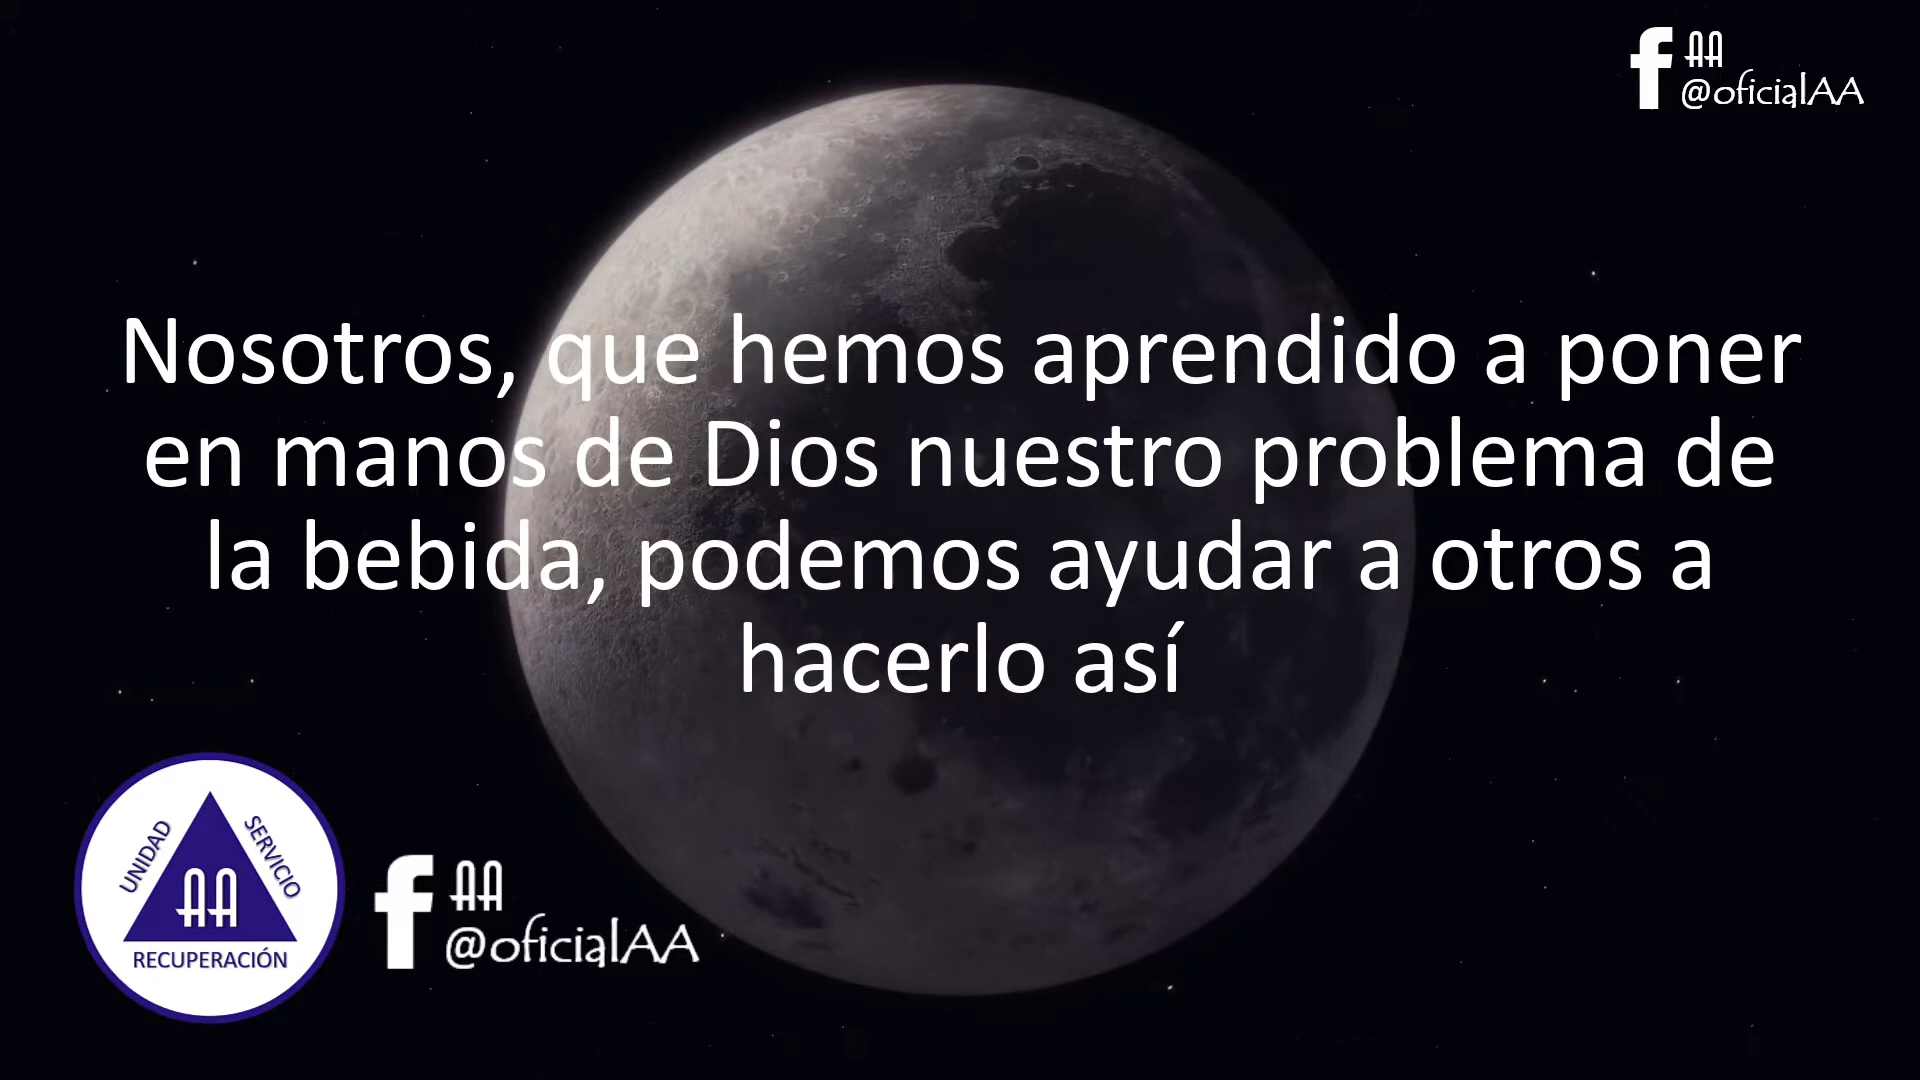 AA
@oficialAA
Nosotros, que hemos aprendido a poner
en manos de Dios nuestro problema de
la bebida, podemos ayudar a otros a
hacerlo así
UNIDAD
SERVICIO
AA
RECUPERACIÓN
AA
@oficialAA